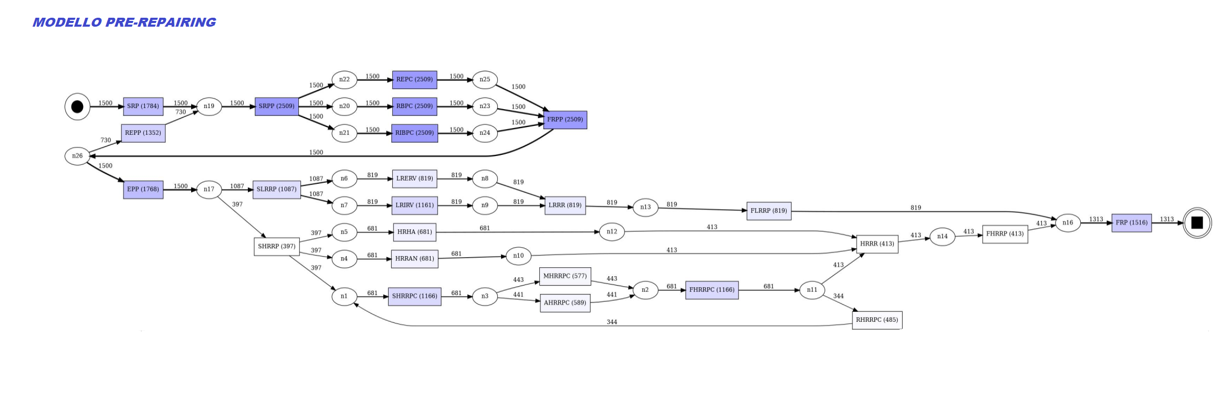 MODELLO PRE-REPAIRING
n22
1500
REPC (2509)
1500
n25
1500
1500
1500
SRP (1784)
1500
n19
1500
SRPP (2509)
1500
n20
1500
RBPC (2509)
1500
n23
1500
FRPP (2509)
730
REPP (1352)
1500
n21
1500
RIBPC (2509)
1500
n24
1500
730
n26
1500
1500
EPP (1768)
1500
n17
1087
SLRRP (1087)
1087
n6
819
LRERV (819)
819
n8
819
1087
n7
819
LRIRV (1161)
819
n9
819
LRRR (819)
819
n13
819
FLRRP (819)
819
n16
1313
FRP (1516)
1313
397
SHRRP (397)
397
n5
681
HRHA (681)
681
n12
413
397
n4
681
HRRAN (681)
681
n10
413
HRRR (413)
413
n14
413
FHRRP (413)
413
397
n1
681
SHRRPC (1166)
681
n3
443
MHRRPC (577)
443
441
AHRRPC (589)
441
n2
681
FHRRPC (1166)
681
n11
413
344
RHRRPC (485)
344